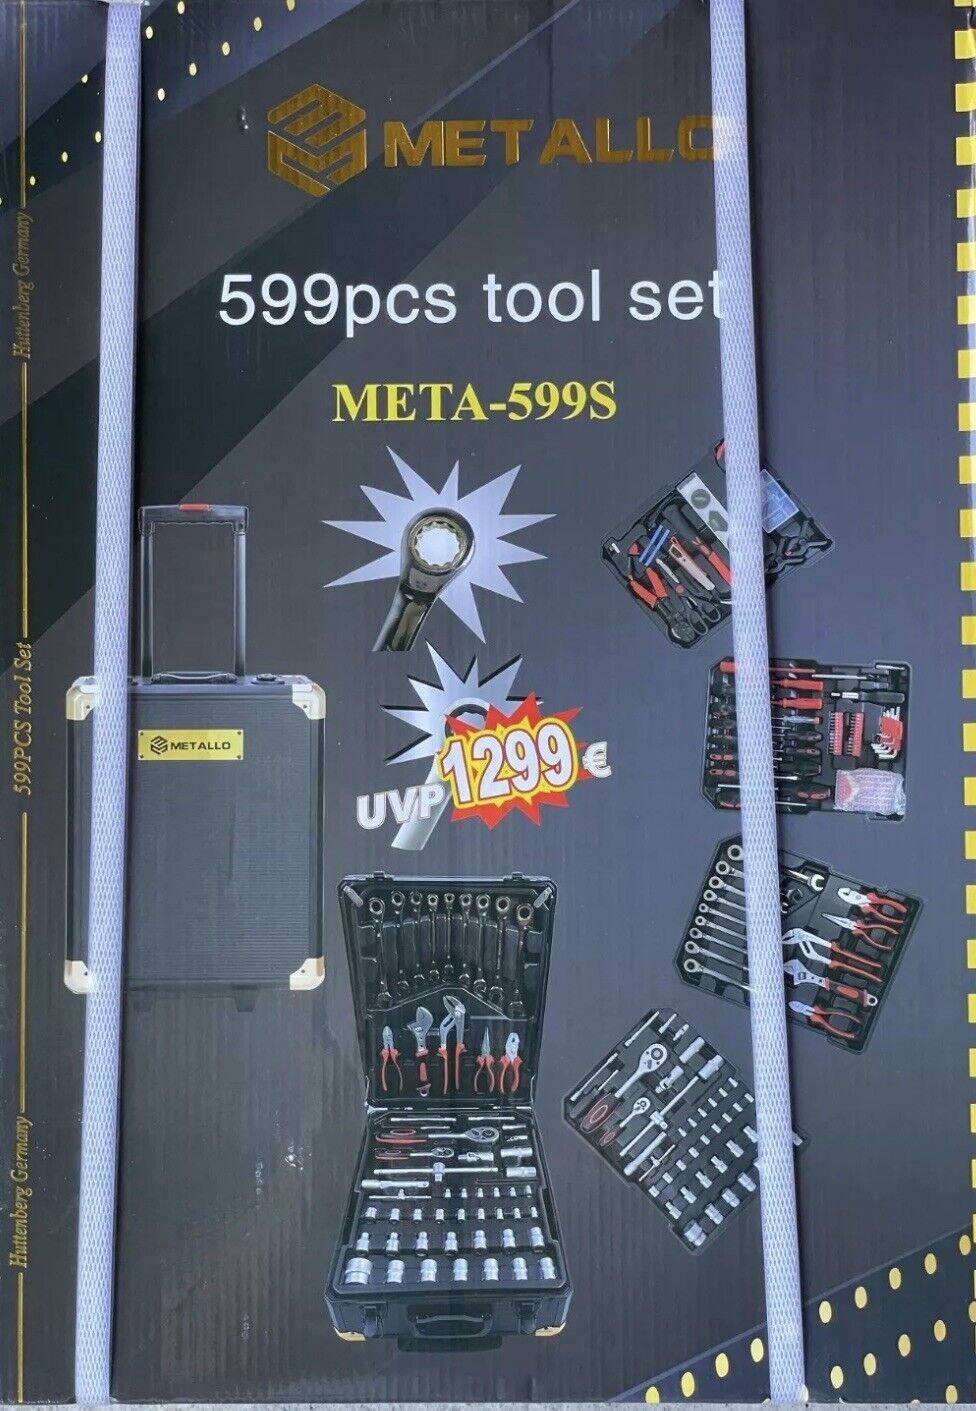 METALLO
599pcs tool set
META-599S
METALLO
UVP 1299 €
Huttenberg Germany
599PCS Tool Set
Huttenberg Germany